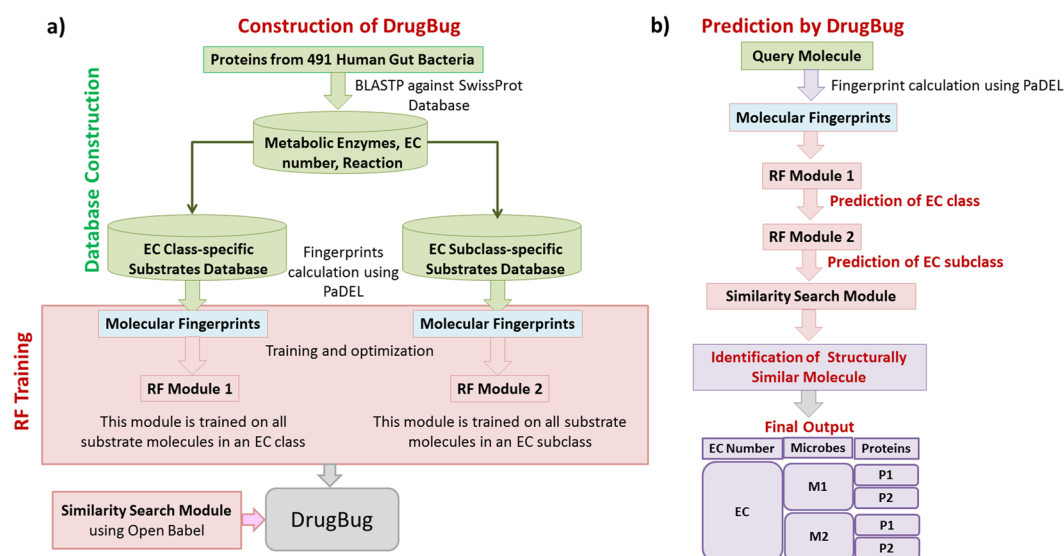 a)
Construction of DrugBug
Proteins from 491 Human Gut Bacteria
BLASTP against SwissProt
Database
Metabolic Enzymes, EC
number, Reaction
Database Construction
EC Class-specific
Substrates Database
Fingerprints
calculation using
PaDEL
EC Subclass-specific
Substrates Database
RF Training
Molecular Fingerprints
Molecular Fingerprints
Training and optimization
RF Module 1
RF Module 2
This module is trained on all
substrate molecules in an EC class
This module is trained on all substrate
molecules in an EC subclass
Similarity Search Module
using Open Babel
DrugBug
b)
Prediction by DrugBug
Query Molecule
Fingerprint calculation using PaDEL
Molecular Fingerprints
RF Module 1
Prediction of EC class
RF Module 2
Prediction of EC subclass
Similarity Search Module
Identification of Structurally
Similar Molecule
Final Output
EC Number
Microbes
Proteins
EC
M1
P1
P2
M2
P1
P2